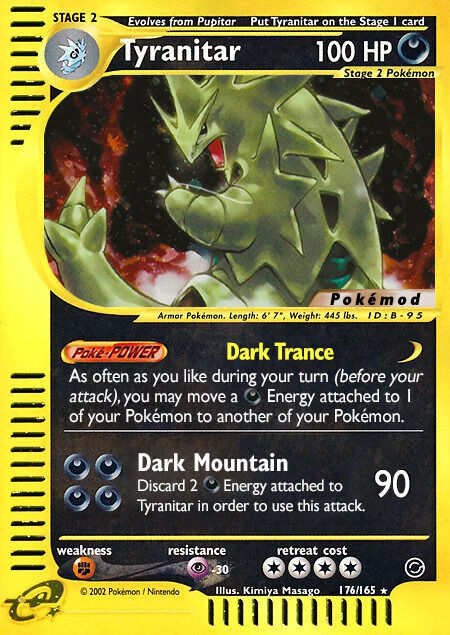 STAGE 2
Evolves from Pupitar
Put Tyranitar on the Stage 1 card
Tyranitar
100 HP
Stage 2 Pokémon
Pokémod
Armor Pokémon. Length: 6' 7", Weight: 445 lbs. ID: B-95
Poké-POWER
Dark Trance
As often as you like during your turn (before your
attack), you may move a Energy attached to 1
of your Pokémon to another of your Pokémon.
Dark Mountain
90
Discard 2 Energy attached to
Tyranitar in order to use this attack.
weakness
resistance
retreat cost
-30
© 2002 Pokémon / Nintendo
Illus. Kimiya Masago
176/165 ★